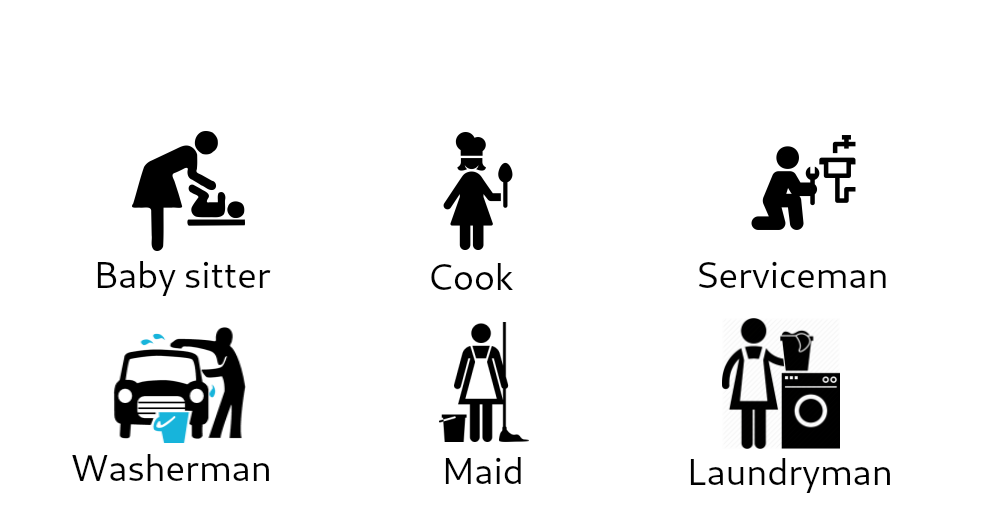 Baby sitter
Cook
Serviceman
Washerman
Maid
Laundryman